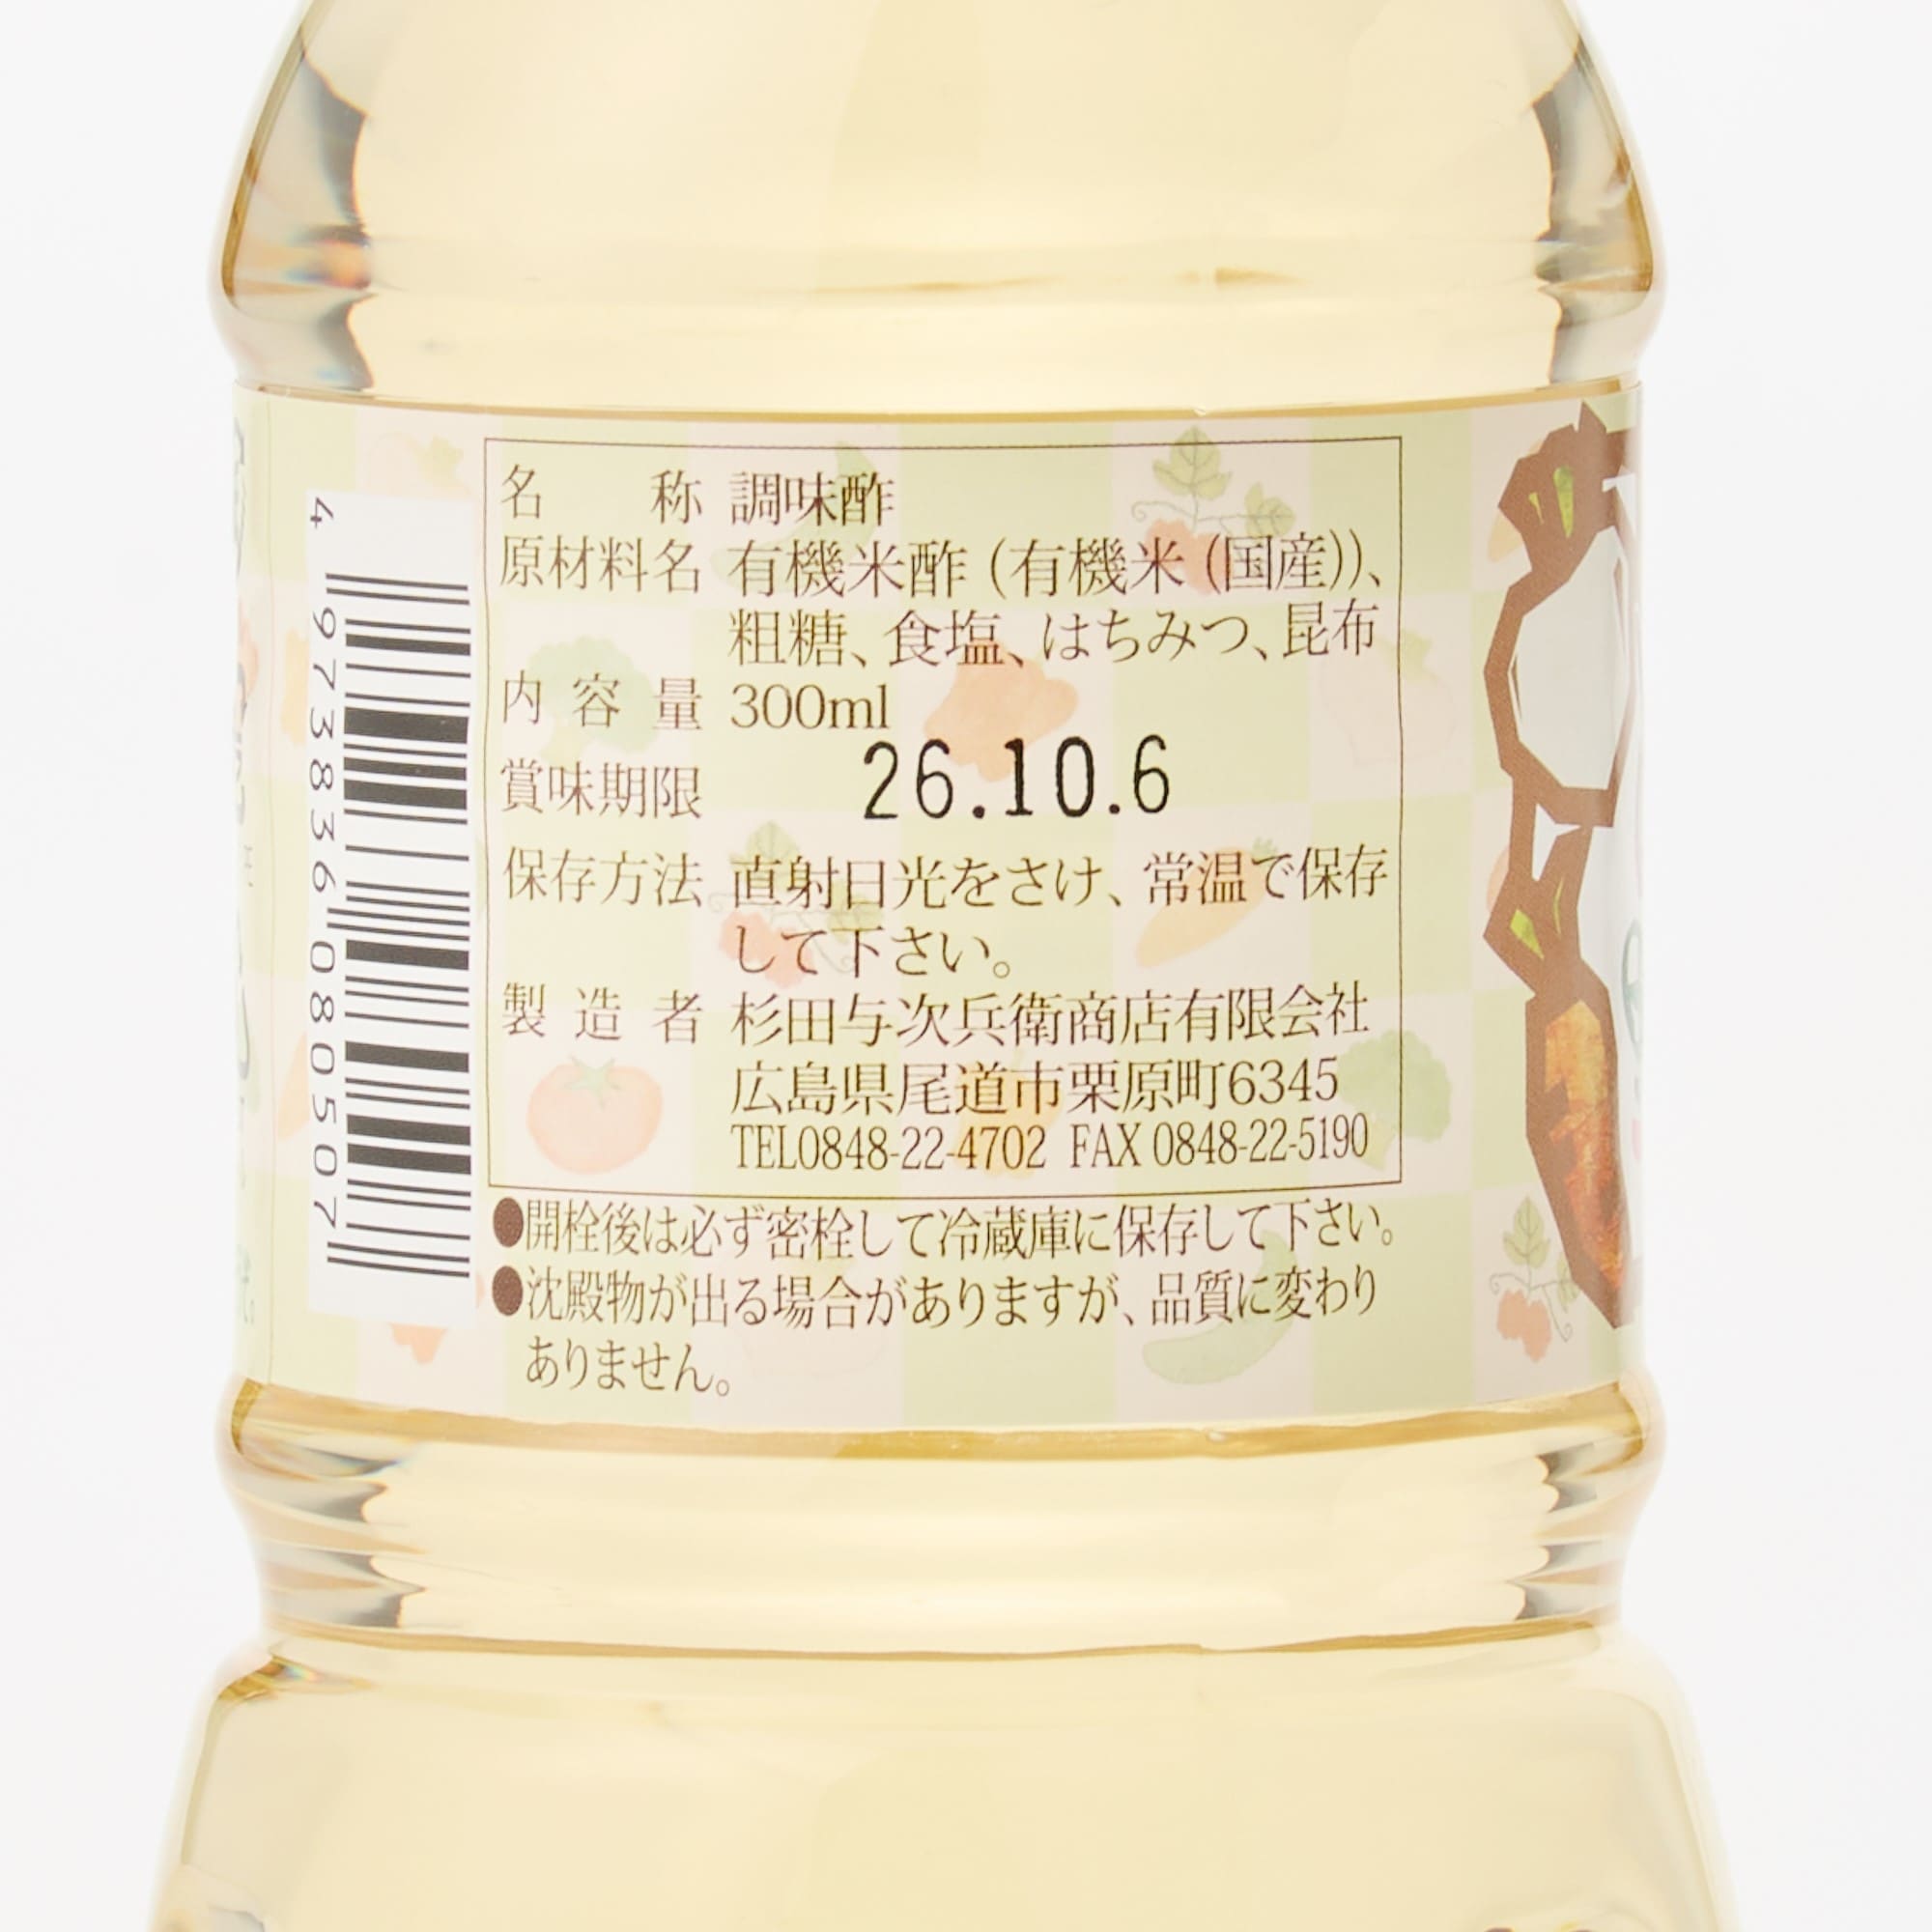 名称 調味酢
原材料名 有機米酢(有機米(国産))、
粗糖、食塩、はちみつ、昆布
内容量 300ml
賞味期限 26.10.6
保存方法 直射日光をさけ、常温で保存
して下さい。
製造者 杉田与次兵衛商店有限会社
広島県尾道市栗原町6345
TEL0848-22-4702 FAX 0848-22-5190
●開栓後は必ず密栓して冷蔵庫に保存して下さい。
●沈殿物が出る場合がありますが、品質に変わり
ありません。
4 973836 080507